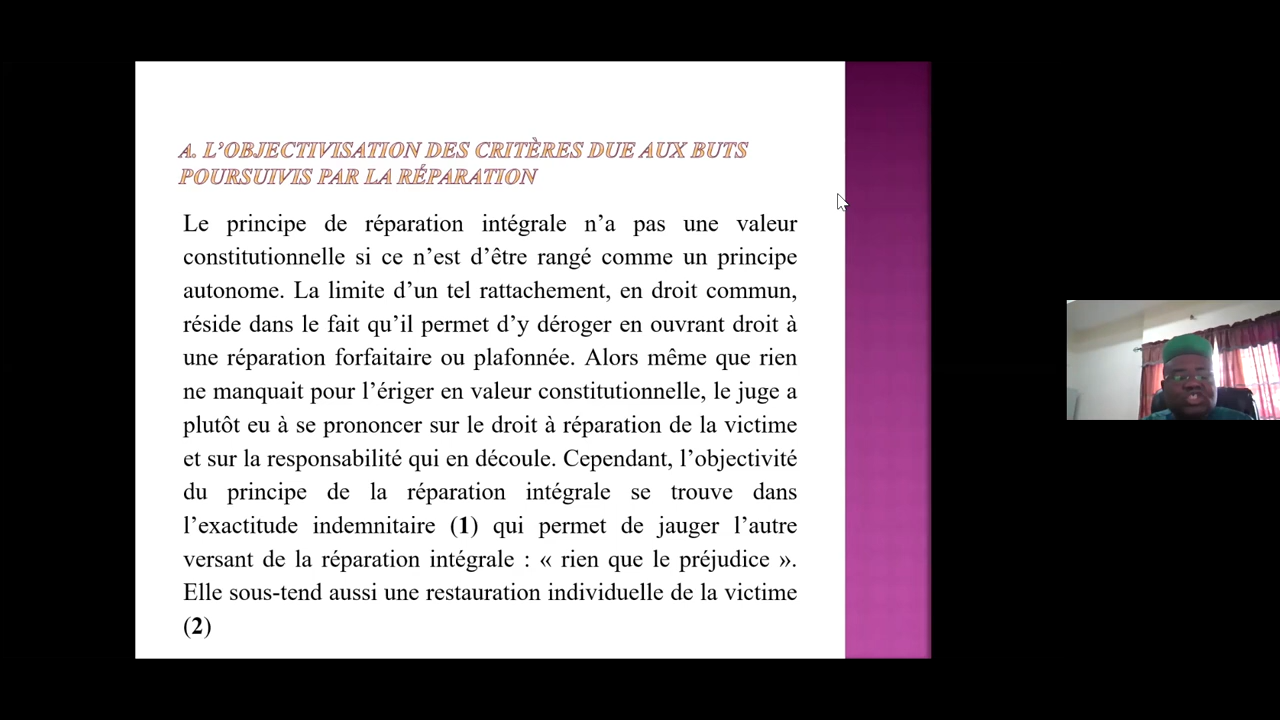 A. L’OBJECTIVISATION DES CRITÈRES DUE AUX BUTS
POURSUIVIS PAR LA RÉPARATION
Le principe de réparation intégrale n’a pas une valeur
constitutionnelle si ce n’est d’être rangé comme un principe
autonome. La limite d’un tel rattachement, en droit commun,
réside dans le fait qu’il permet d’y déroger en ouvrant droit à
une réparation forfaitaire ou plafonnée. Alors même que rien
ne manquait pour l’ériger en valeur constitutionnelle, le juge a
plutôt eu à se prononcer sur le droit à réparation de la victime
et sur la responsabilité qui en découle. Cependant, l’objectivité
du principe de la réparation intégrale se trouve dans
l’exactitude indemnitaire (1) qui permet de jauger l’autre
versant de la réparation intégrale : « rien que le préjudice ».
Elle sous-tend aussi une restauration individuelle de la victime
(2)